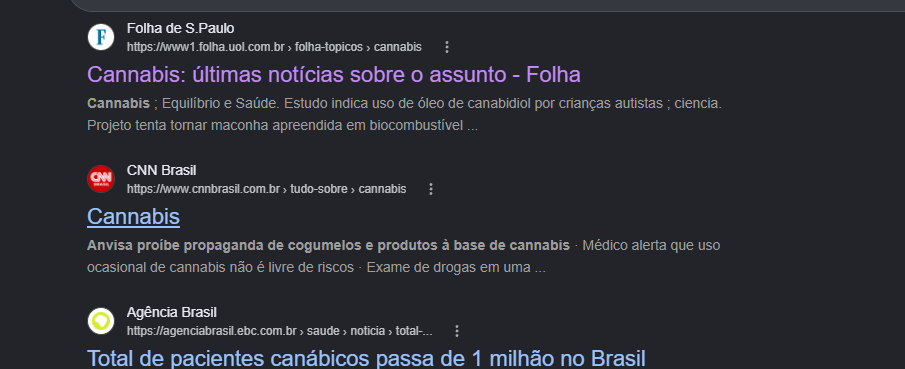 Folha de S.Paulo
https://www1.folha.uol.com.br › folha-topicos › cannabis
Cannabis: últimas notícias sobre o assunto - Folha
Cannabis ; Equilíbrio e Saúde. Estudo indica uso de óleo de canabidiol por crianças autistas ; ciencia.
Projeto tenta tornar maconha apreendida em biocombustível ...
CNN Brasil
https://www.cnnbrasil.com.br › tudo-sobre › cannabis
Cannabis
Anvisa proíbe propaganda de cogumelos e produtos à base de cannabis · Médico alerta que uso
ocasional de cannabis não é livre de riscos · Exame de drogas em uma ...
Agência Brasil
https://agenciabrasil.ebc.com.br › saude › noticia › total-...
Total de pacientes canábicos passa de 1 milhão no Brasil